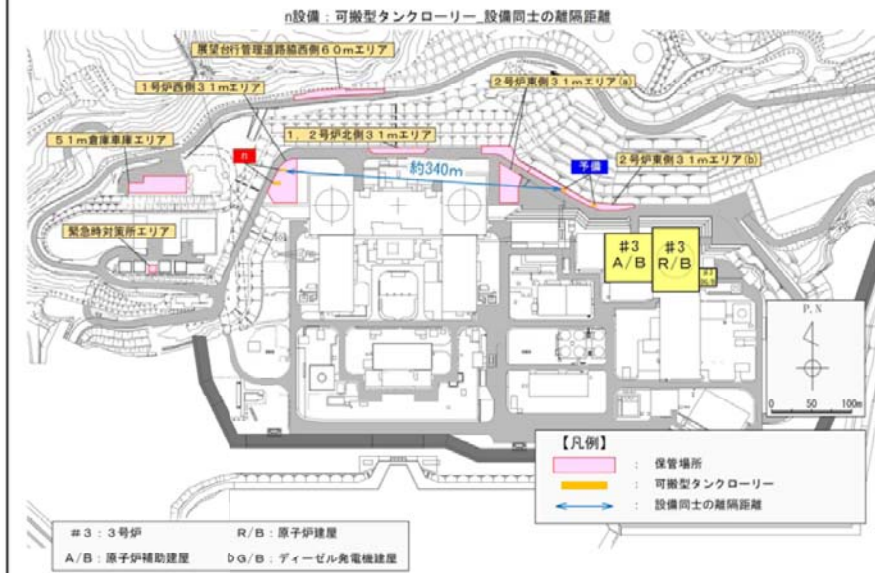 n設備：可搬型タンクローリー_設備同士の離隔距離
展望台行管理道路脇西側60mエリア
1号炉西側31mエリア
2号炉東側31mエリア(a)
1，2号炉北側31mエリア
51m倉庫車庫エリア
n
約340m
予備
2号炉東側31mエリア(b)
緊急時対策所エリア
#3
A/B
#3
R/B
#3
P.N
0 50 100m
【凡例】
： 保管場所
： 可搬型タンクローリー
： 設備同士の離隔距離
#3：3号炉 R/B：原子炉建屋
A/B：原子炉補助建屋 DG/B：ディーゼル発電機建屋